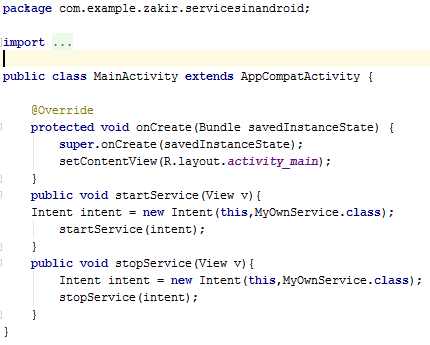 package com.example.zakir.servicesinandroid;
import ...
public class MainActivity extends AppCompatActivity {
@Override
protected void onCreate(Bundle savedInstanceState) {
super.onCreate(savedInstanceState);
setContentView(R.layout.activity_main);
}
public void startService(View v){
Intent intent = new Intent(this,MyOwnService.class);
startService(intent);
}
public void stopService(View v){
Intent intent = new Intent(this,MyOwnService.class);
stopService(intent);
}
}